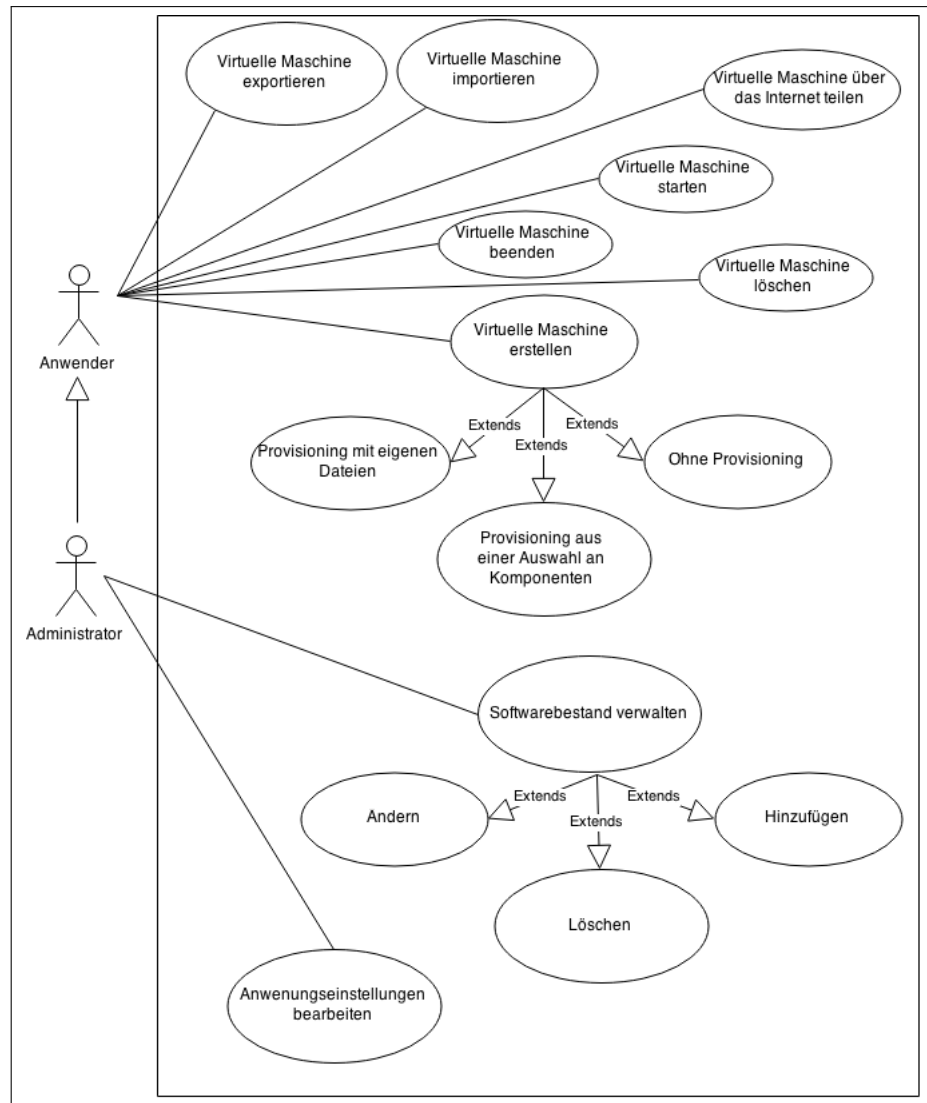 Virtuelle Maschine
exportieren
Virtuelle Maschine
importieren
Virtuelle Maschine über
das Internet teilen
Virtuelle Maschine
starten
Virtuelle Maschine
beenden
Virtuelle Maschine
löschen
Anwender
Virtuelle Maschine
erstellen
Extends
Extends
Extends
Provisioning mit eigenen
Dateien
Ohne Provisioning
Provisioning aus
einer Auswahl an
Komponenten
Administrator
Softwarebestand verwalten
Extends
Extends
Extends
Ändern
Hinzufügen
Löschen
Anwenungseinstellungen
bearbeiten